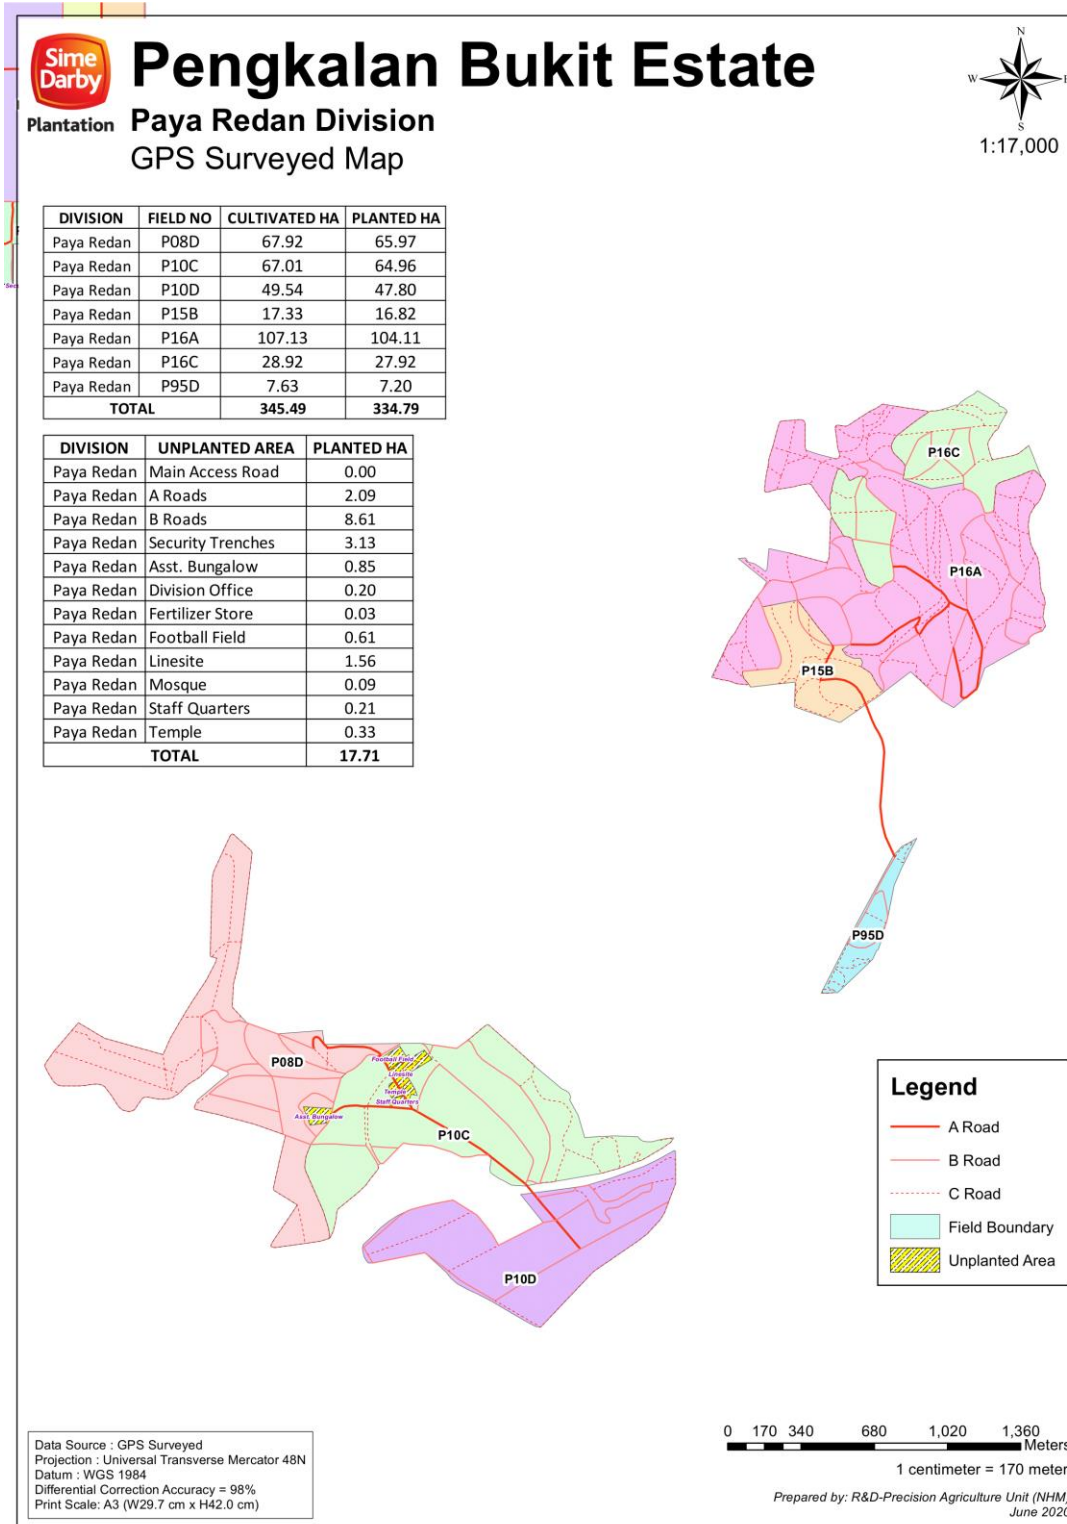 Sime
Darby
Plantation
Pengkalan Bukit Estate
Paya Redan Division
GPS Surveyed Map
N
W
S
1:17,000
DIVISION FIELD NO CULTIVATED HA PLANTED HA
Paya Redan P08D 67.92 65.97
Paya Redan P10C 67.01 64.96
Paya Redan P10D 49.54 47.80
Paya Redan P15B 17.33 16.82
Paya Redan P16A 107.13 104.11
Paya Redan P16C 28.92 27.92
Paya Redan P95D 7.63 7.20
TOTAL 345.49 334.79
DIVISION UNPLANTED AREA PLANTED HA
Paya Redan Main Access Road 0.00
Paya Redan A Roads 2.09
Paya Redan B Roads 8.61
Paya Redan Security Trenches 3.13
Paya Redan Asst. Bungalow 0.85
Paya Redan Division Office 0.20
Paya Redan Fertilizer Store 0.03
Paya Redan Football Field 0.61
Paya Redan Linesite 1.56
Paya Redan Mosque 0.09
Paya Redan Staff Quarters 0.21
Paya Redan Temple 0.33
TOTAL 17.71
P16C
P16A
P15B
P95D
P08D
Football Field
Linesite
Temple
Staff Quarters
Asst. Bungalow
P10C
P10D
Legend
A Road
B Road
C Road
Field Boundary
Unplanted Area
Data Source : GPS Surveyed
Projection : Universal Transverse Mercator 48N
Datum : WGS 1984
Differential Correction Accuracy = 98%
Print Scale: A3 (W29.7 cm x H42.0 cm)
0 170 340 680 1,020 1,360
Meters
1 centimeter = 170 meter
Prepared by: R&D-Precision Agriculture Unit (NHM)
June 2020